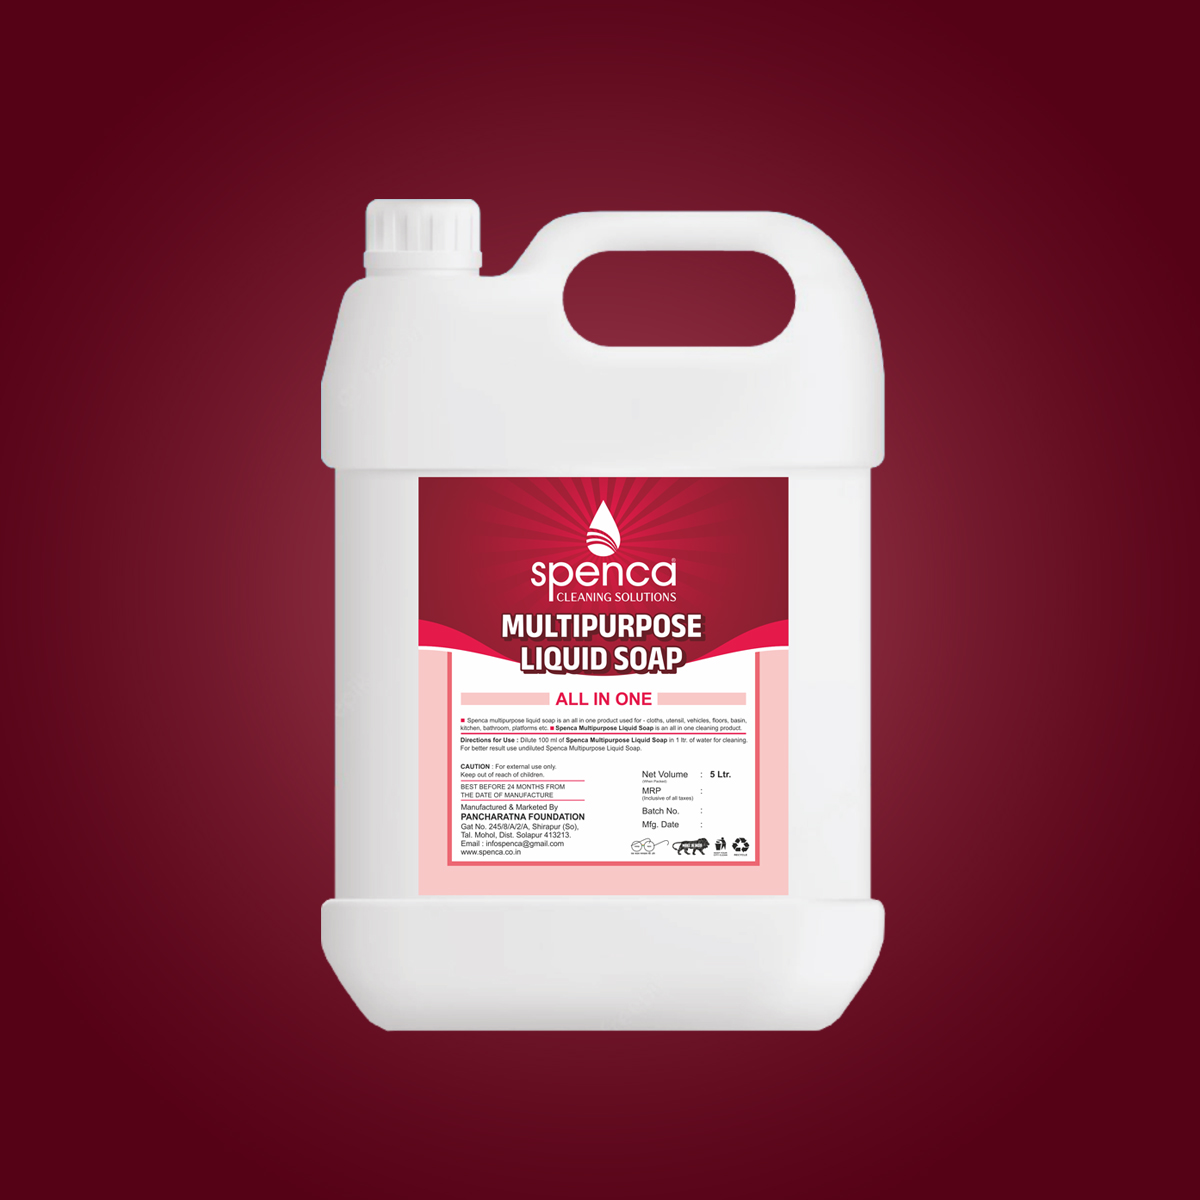 spenca
CLEANING SOLUTIONS
MULTIPURPOSE
LIQUID SOAP
ALL IN ONE
■ Spenca multipurpose liquid soap is an all in one product used for - cloths, utensil, vehicles, floors, basin,
kitchen, bathroom, platforms etc. ■ Spenca Multipurpose Liquid Soap is an all in one cleaning product.
Directions for Use : Dilute 100 ml of Spenca Multipurpose Liquid Soap in 1 ltr. of water for cleaning.
For better result use undiluted Spenca Multipurpose Liquid Soap.
CAUTION : For external use only.
Keep out of reach of children.
BEST BEFORE 24 MONTHS FROM
THE DATE OF MANUFACTURE
Manufactured & Marketed By
PANCHARATNA FOUNDATION
Gat No. 245/8/A/2/A, Shirapur (So),
Tal. Mohol, Dist. Solapur 413213.
Email : infospenca@gmail.com
www.spenca.co.in
Net Volume : 5 Ltr.
(When Packed)
MRP :
(Inclusive of all taxes)
Batch No. :
Mfg. Date :
MAKE IN INDIA
RECYCLE